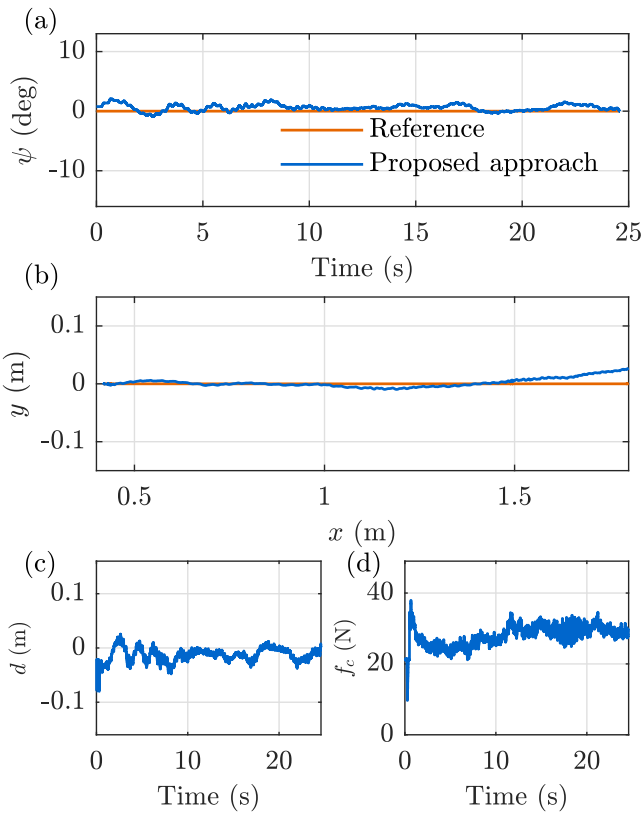 (a)
10
0
-10
ψ (deg)
Reference
Proposed approach
0 5 10 15 20 25
Time (s)
(b)
0.1
0
-0.1
y (m)
0.5 1 1.5
x (m)
(c)
0.1
0
-0.1
d (m)
0 10 20
Time (s)
(d)
40
20
0
f_c (N)
0 10 20
Time (s)